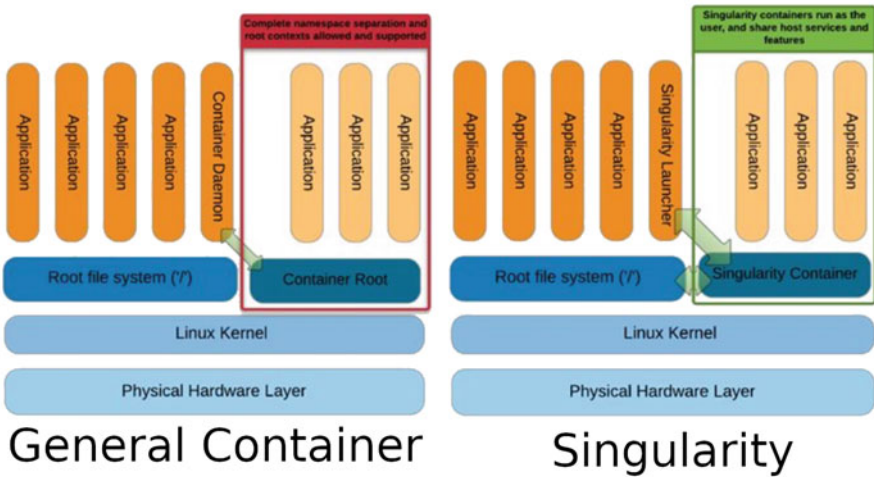 Complete namespace separation and
root contexts allowed and supported
Application
Application
Application
Application
Container Daemon
Application
Application
Application
Root file system ('/')
Container Root
Linux Kernel
Physical Hardware Layer
General Container
Singularity containers run as the
user, and share host services and
features
Application
Application
Application
Application
Singularity Launcher
Application
Application
Application
Root file system ('/')
Singularity Container
Linux Kernel
Physical Hardware Layer
Singularity